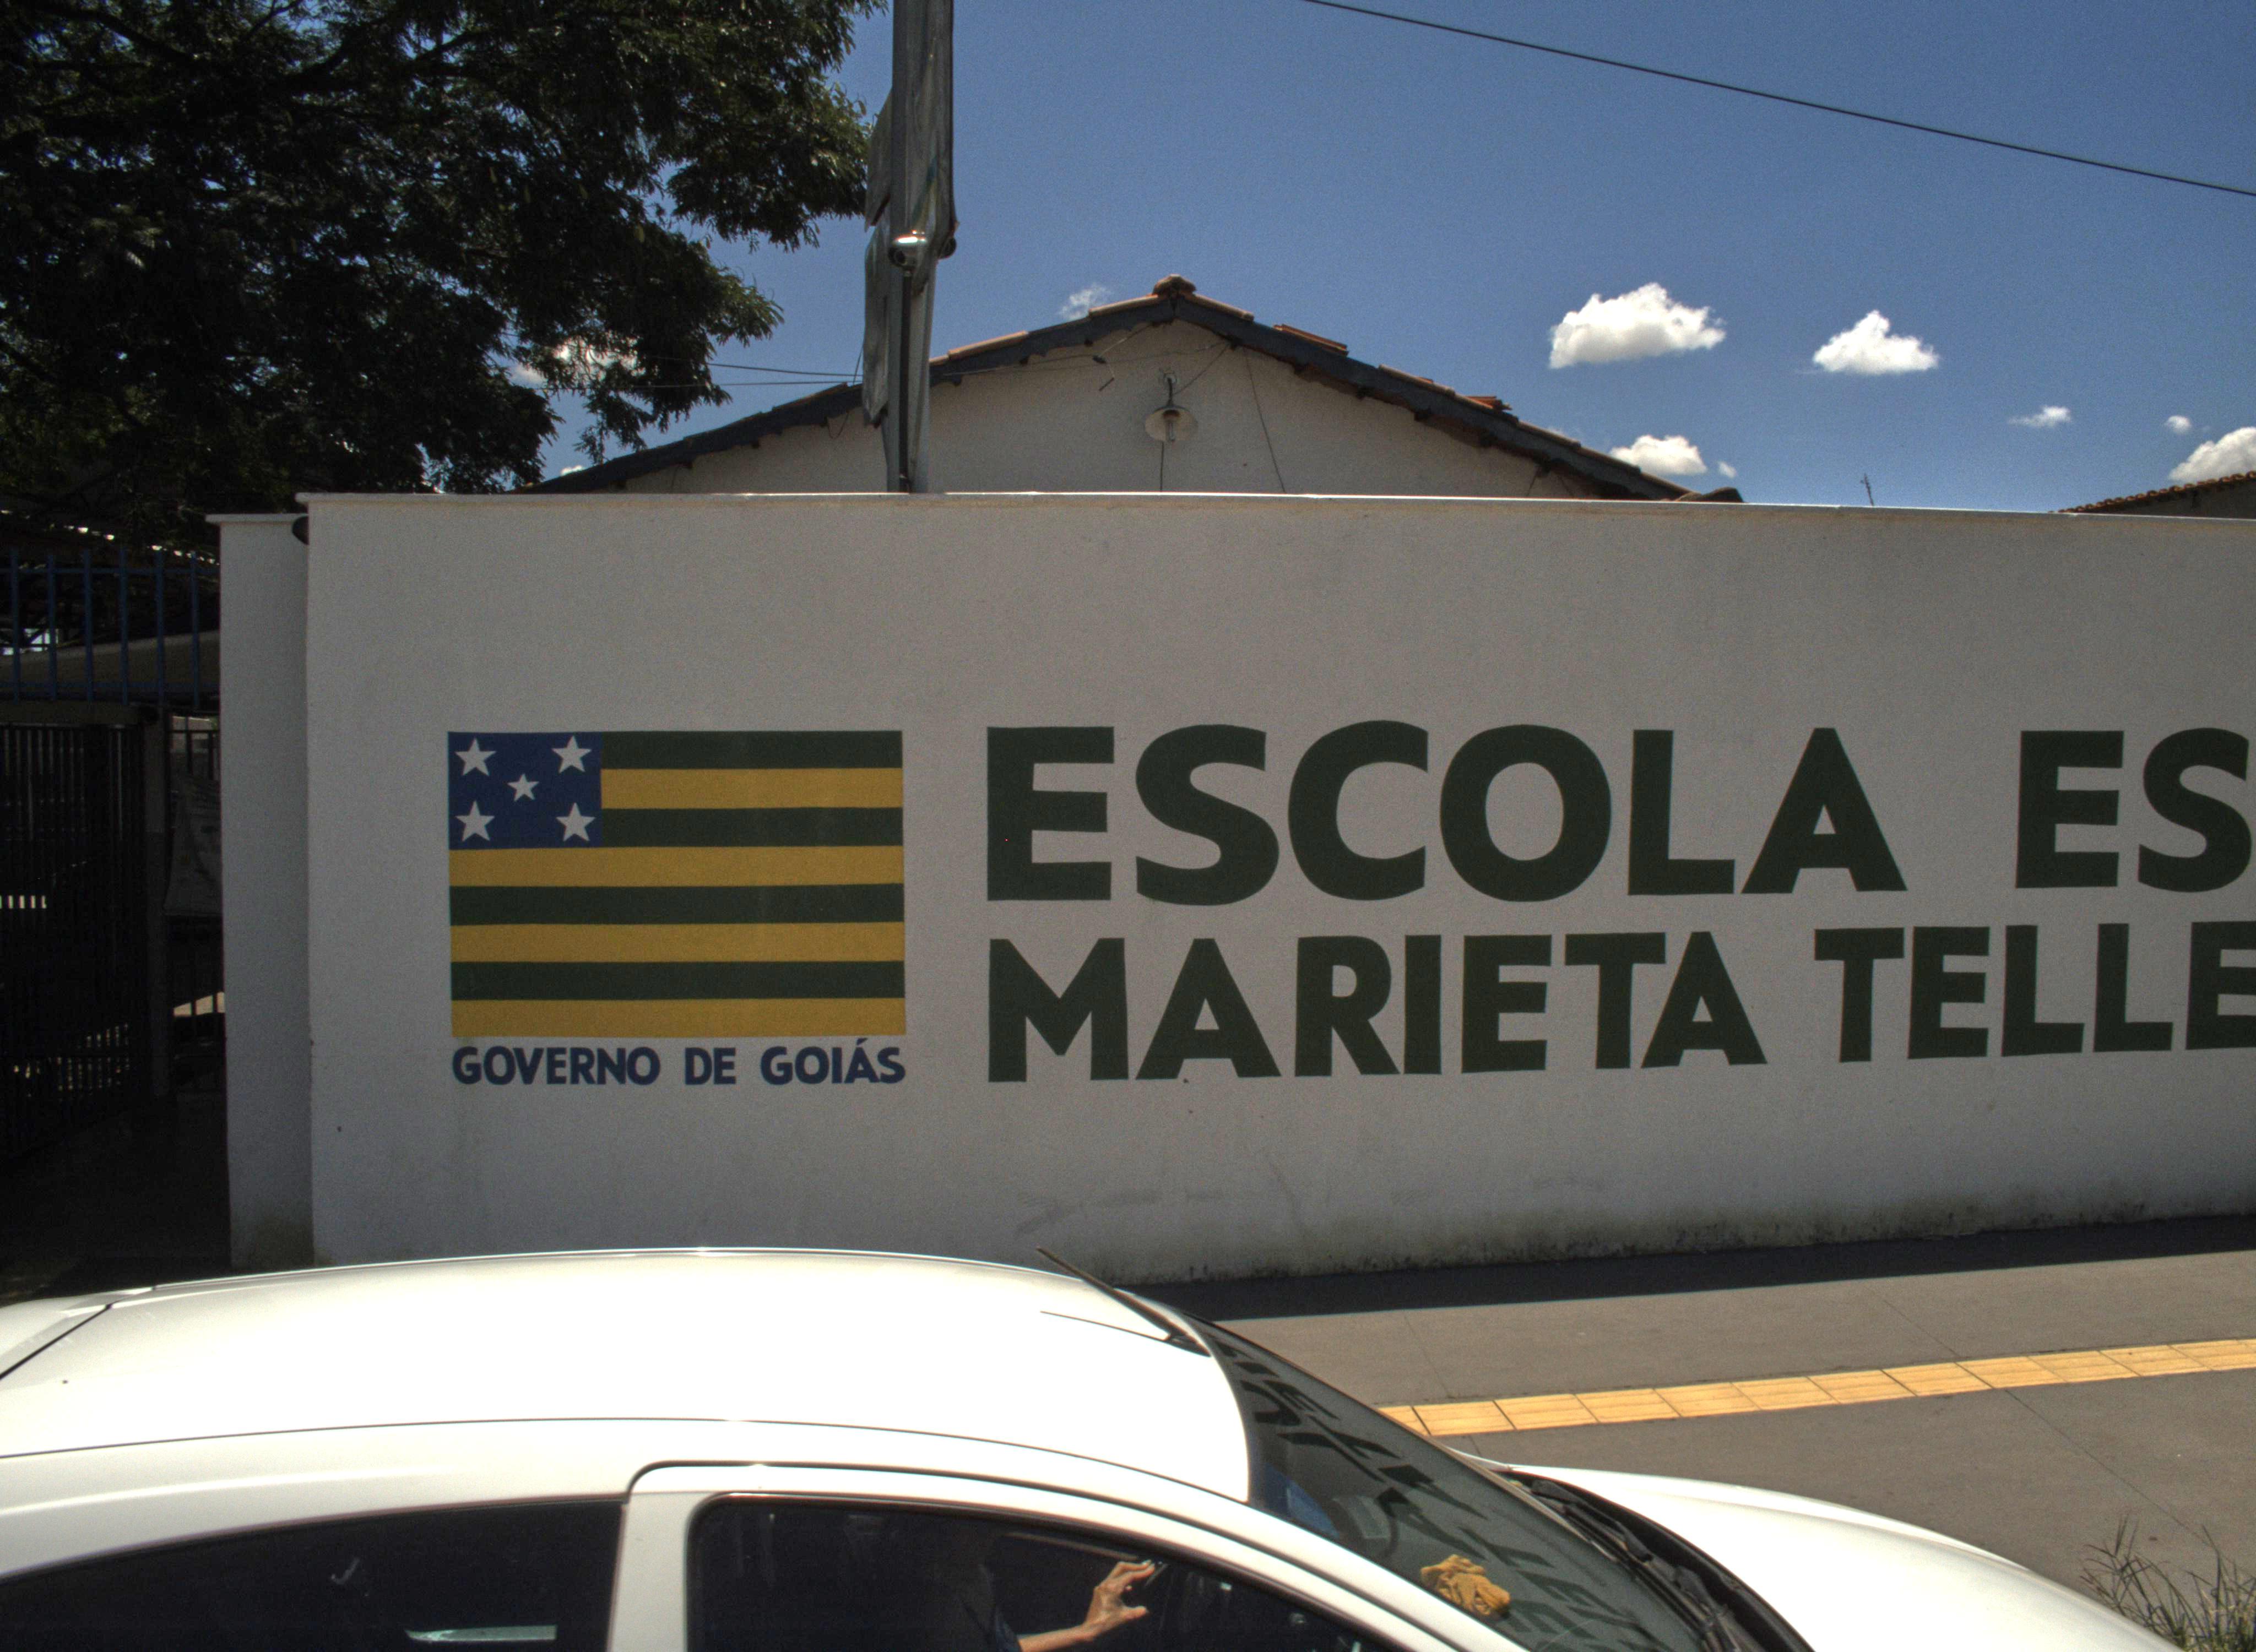 ESCOLA ES
MARIETA TELLE
GOVERNO DE GOIÁS